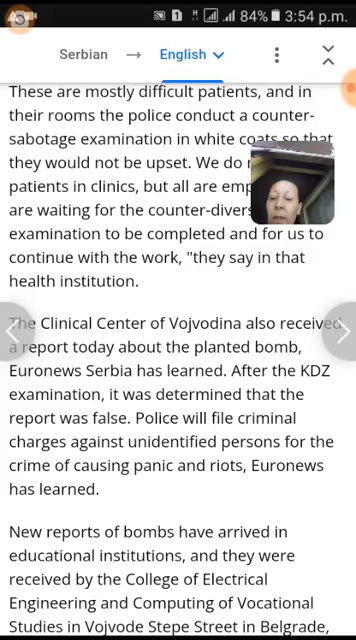 84% 3:54 p.m.
Serbian → English
These are mostly difficult patients, and in
their rooms the police conduct a counter-
sabotage examination in white coats so that
they would not be upset. We do
patients in clinics, but all are
are waiting for the
examination to be completed and for us to
continue with the work, "they say in that
health institution.
The Clinical Center of Vojvodina also received
a report today about the planted bomb,
Euronews Serbia has learned. After the KDZ
examination, it was determined that the
report was false. Police will file criminal
charges against unidentified persons for the
crime of causing panic and riots, Euronews
has learned.
New reports of bombs have arrived in
educational institutions, and they were
received by the College of Electrical
Engineering and Computing of Vocational
Studies in Vojvode Stepe Street in Belgrade,